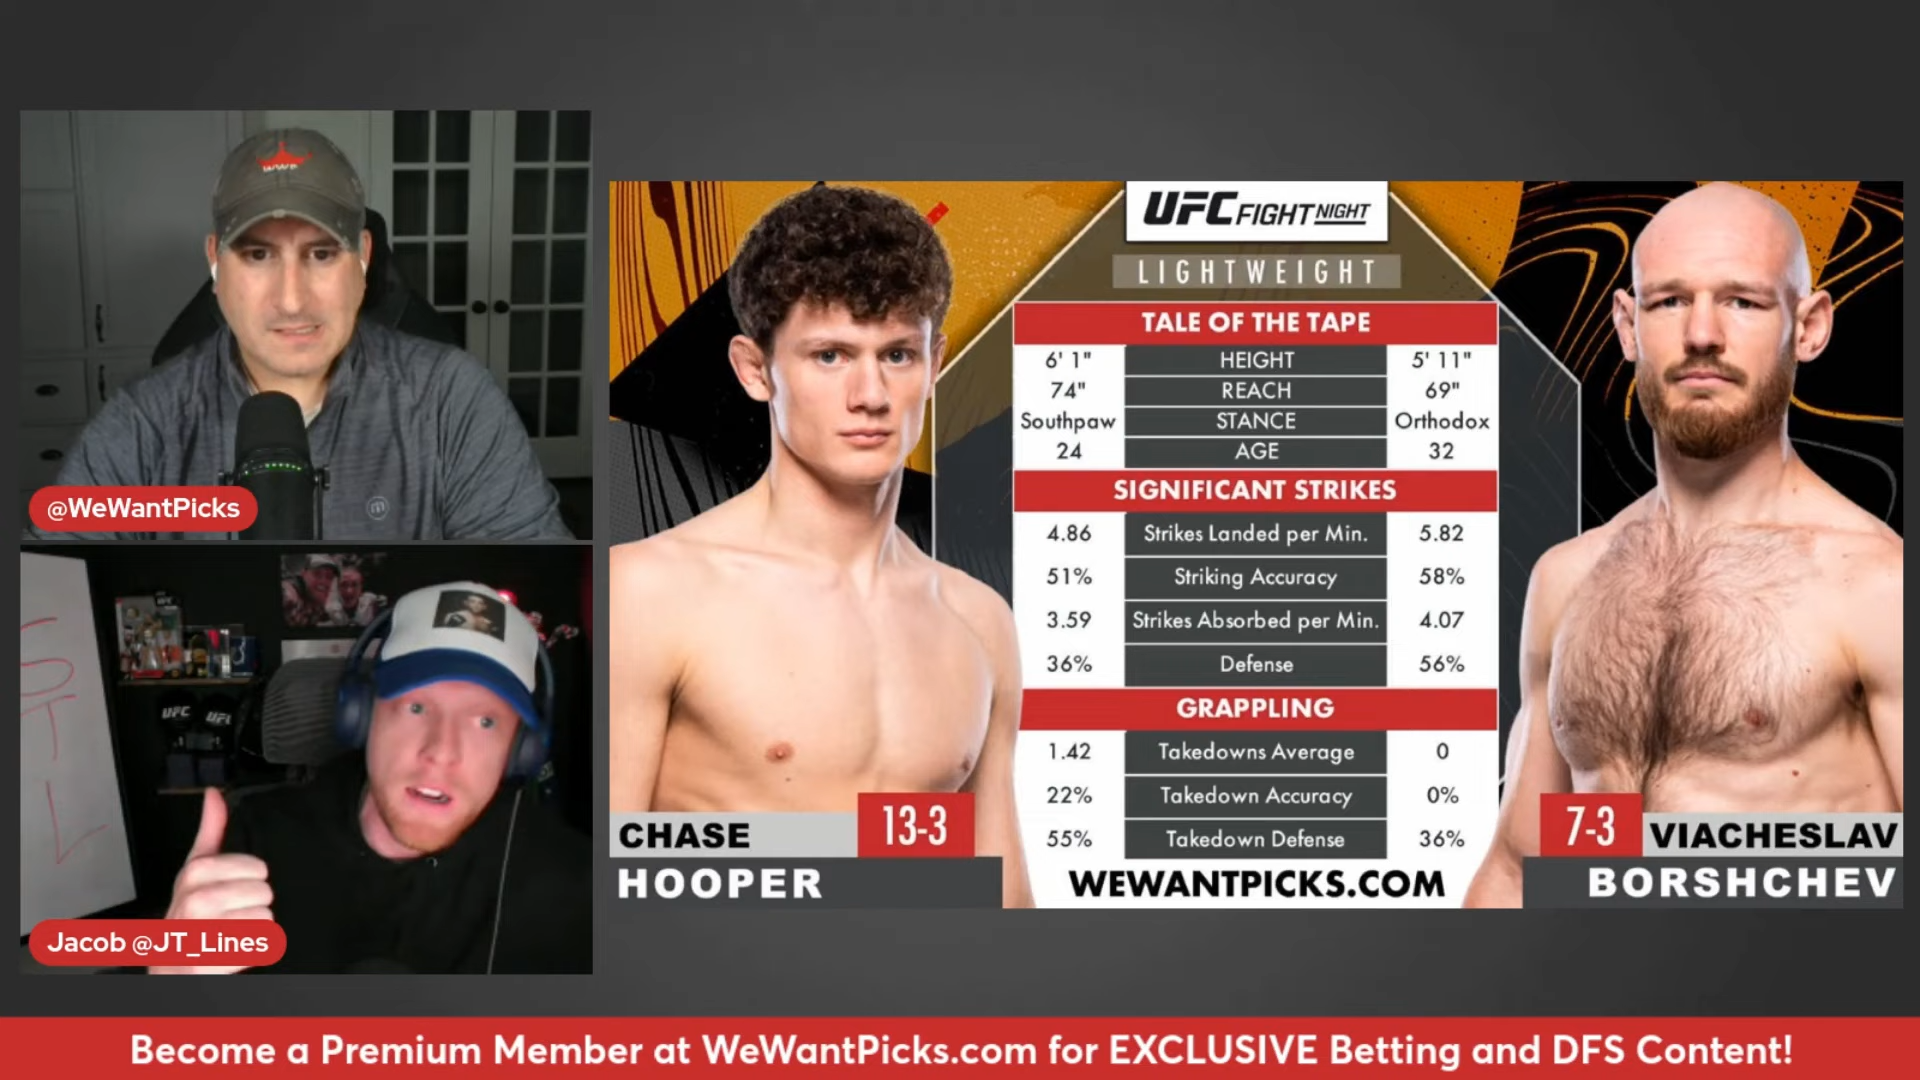 WWP
@WeWantPicks
UFC UFC
STL
Jacob @JT_Lines
UFC FIGHT NIGHT
LIGHTWEIGHT
TALE OF THE TAPE
6' 1" HEIGHT 5' 11"
74" REACH 69"
Southpaw STANCE Orthodox
24 AGE 32
SIGNIFICANT STRIKES
4.86 Strikes Landed per Min. 5.82
51% Striking Accuracy 58%
3.59 Strikes Absorbed per Min. 4.07
36% Defense 56%
GRAPPLING
1.42 Takedowns Average 0
22% Takedown Accuracy 0%
55% Takedown Defense 36%
WEWANTPICKS.COM
CHASE 13-3
HOOPER
7-3 VIACHESLAV
BORSHCHEV
Become a Premium Member at WeWantPicks.com for EXCLUSIVE Betting and DFS Content!